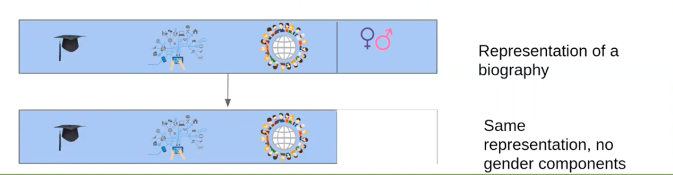 Representation of a
biography
Same
representation, no
gender components